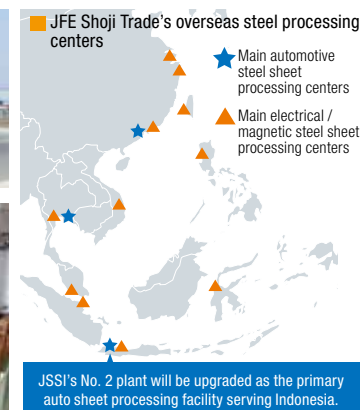 JFE Shoji Trade's overseas steel processing
centers
Main automotive
steel sheet
processing centers
Main electrical /
magnetic steel sheet
processing centers
JSSI's No. 2 plant will be upgraded as the primary
auto sheet processing facility serving Indonesia.